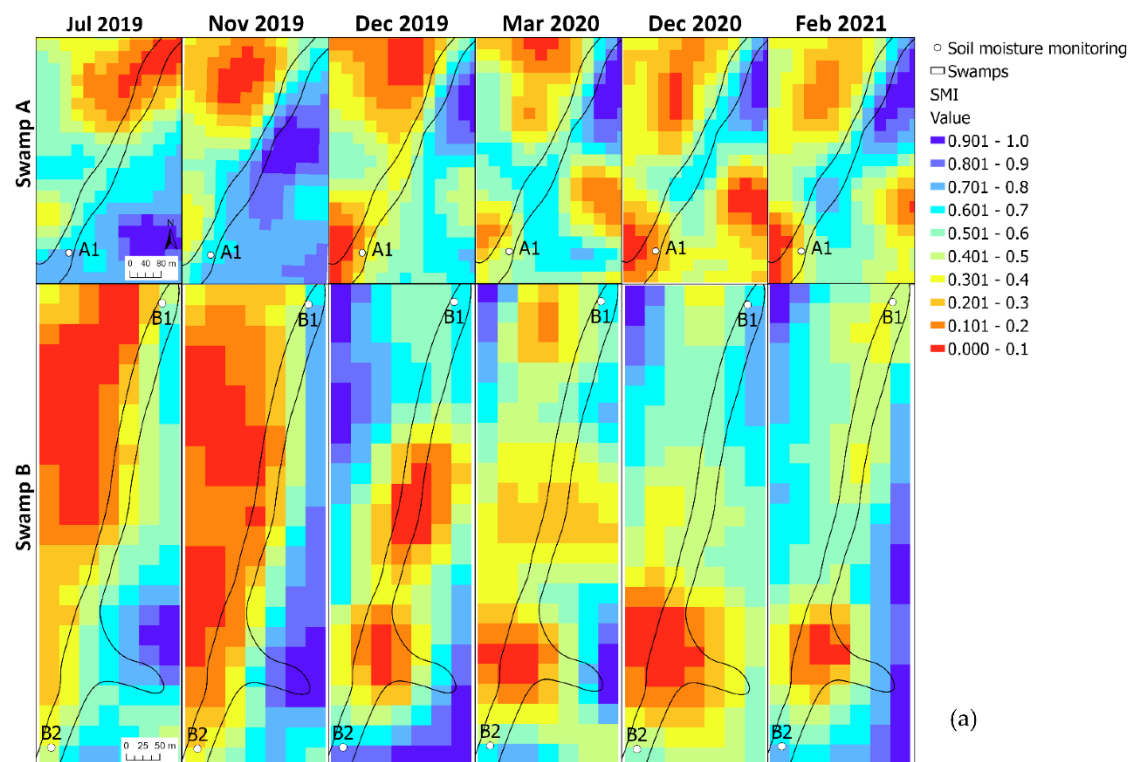 Jul 2019 Nov 2019 Dec 2019 Mar 2020 Dec 2020 Feb 2021
Swamp A
A1 A1 A1 A1 A1 A1
N
0 40 80 m
Swamp B
B1 B1 B1 B1 B1 B1
B2 B2 B2 B2 B2 B2
0 25 50 m
Soil moisture monitoring
Swamps
SMI
Value
0.901 - 1.0
0.801 - 0.9
0.701 - 0.8
0.601 - 0.7
0.501 - 0.6
0.401 - 0.5
0.301 - 0.4
0.201 - 0.3
0.101 - 0.2
0.000 - 0.1
(a)